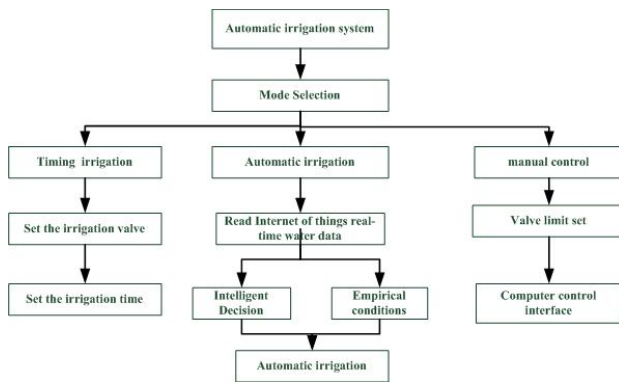 Automatic irrigation system
Mode Selection
Timing irrigation
Automatic irrigation
manual control
Set the irrigation valve
Read Internet of things real-
time water data
Valve limit set
Set the irrigation time
Intelligent
Decision
Empirical
conditions
Computer control
interface
Automatic irrigation